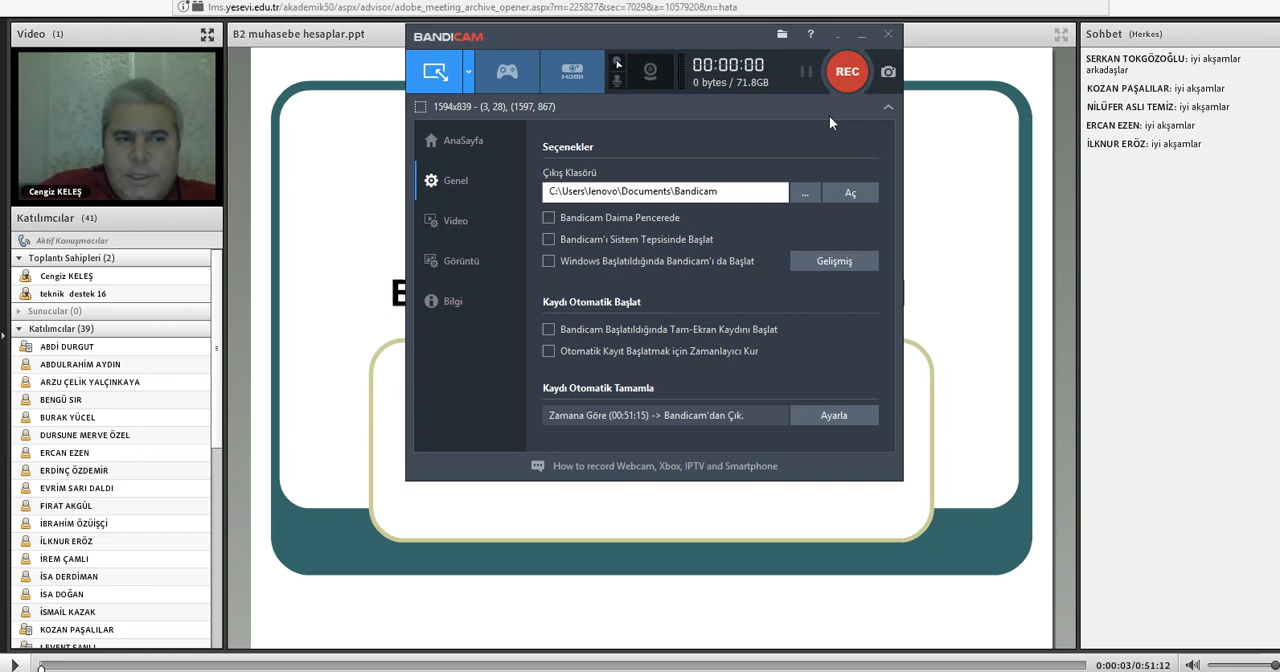 lms.yesevi.edu.tr/akademik50/aspx/advisor/adobe_meeting_archive_opener.aspx?m=225827&sec=7029&a=1057920&n=hata
Video (1)
Cengiz KELEŞ
Katılımcılar (41)
Aktif Konuşmacılar
Toplantı Sahipleri (2)
Cengiz KELEŞ
teknik destek 16
Sunucular (0)
Katılımcılar (39)
ABDİ DURGUT
ABDULRAHİM AYDIN
ARZU ÇELİK YALÇINKAYA
BENGÜ SIR
BURAK YÜCEL
DURSUNE MERVE ÖZEL
ERCAN EZEN
ERDİNÇ ÖZDEMİR
EVRİM SARI DALDI
FIRAT AKGÜL
İBRAHİM ÖZÜİŞÇİ
İLKNUR ERÖZ
İREM ÇAMLI
İSA DERDİMAN
İSA DOĞAN
İSMAİL KAZAK
KOZAN PAŞALILAR
LEVENT ŞANLI
B2 muhasebe hesaplar.ppt
BANDICAM
?
HDMI
00:00:00
0 bytes / 71.8GB
REC
1594x839 - (3, 28), (1597, 867)
AnaSayfa
Genel
Video
Görüntü
Bilgi
Seçenekler
Çıkış Klasörü
C:\Users\lenovo\Documents\Bandicam
...
Aç
Bandicam Daima Pencerede
Bandicam'ı Sistem Tepsisinde Başlat
Windows Başlatıldığında Bandicam'ı da Başlat
Gelişmiş
Kaydı Otomatik Başlat
Bandicam Başlatıldığında Tam-Ekran Kaydını Başlat
Otomatik Kayıt Başlatmak için Zamanlayıcı Kur
Kaydı Otomatik Tamamla
Zamana Göre (00:51:15) -> Bandicam'dan Çık.
Ayarla
How to record Webcam, Xbox, IPTV and Smartphone
Sohbet (Herkes)
SERKAN TOKGÖZOĞLU: iyi akşamlar
arkadaşlar
KOZAN PAŞALILAR: iyi akşamlar
NİLÜFER ASLI TEMİZ: iyi akşamlar
ERCAN EZEN: iyi akşamlar
İLKNUR ERÖZ: iyi akşamlar
0:00:03/0:51:12